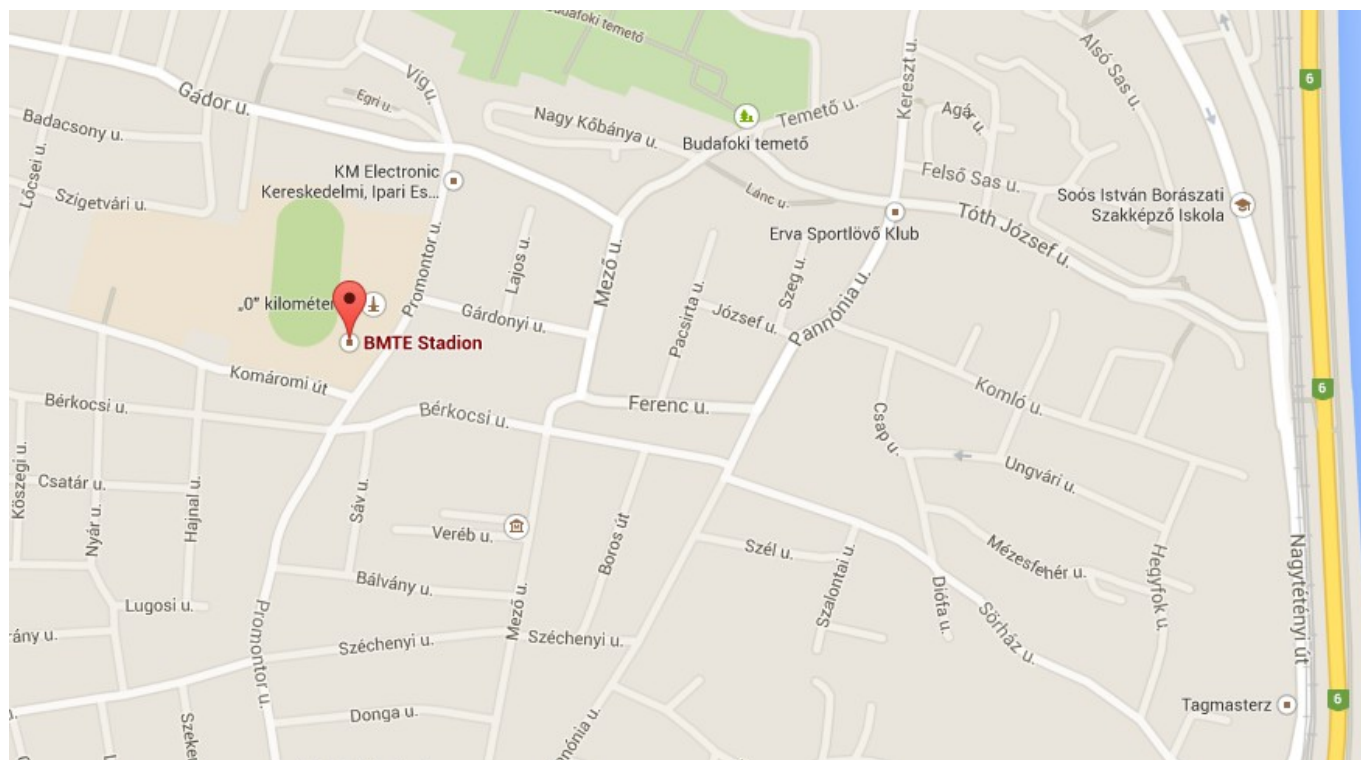 Budafoki temető
Alsó Sas u.
6
Víg u.
Kereszt u.
Gádor u.
Egri u.
Agár u.
Badacsony u.
Nagy Kőbánya u.
Temető u.
Budafoki temető
Lőcsei u.
KM Electronic
Kereskedelmi, Ipari Es...
Felső Sas u.
Szigetvári u.
Lánc u.
Soós István Borászati
Szakképző Iskola
Tóth József u.
Erva Sportlövő Klub
Promontor u.
Lajos u.
Mező u.
Szeg u.
„0” kilométer
Gárdonyi u.
Pacsirta u.
József u.
Pannónia u.
BMTE Stadion
Komáromi út
6
Komló u.
Bérkocsi u.
Bérkocsi u.
Ferenc u.
Csap u.
Kőszegi u.
Csatár u.
Ungvári u.
Nyár u.
Hajnal u.
Sáv u.
Veréb u.
Boros út
Szél u.
Mézesfehér u.
Nagytétényi út
Bálvány u.
Szalontai u.
Diófa u.
Hegyfok u.
Lugosi u.
Mező u.
Sörház u.
rány u.
Promontor u.
Széchenyi u.
Széchenyi u.
Tagmasterz
6
Donga u.
Szeker
nónia u.